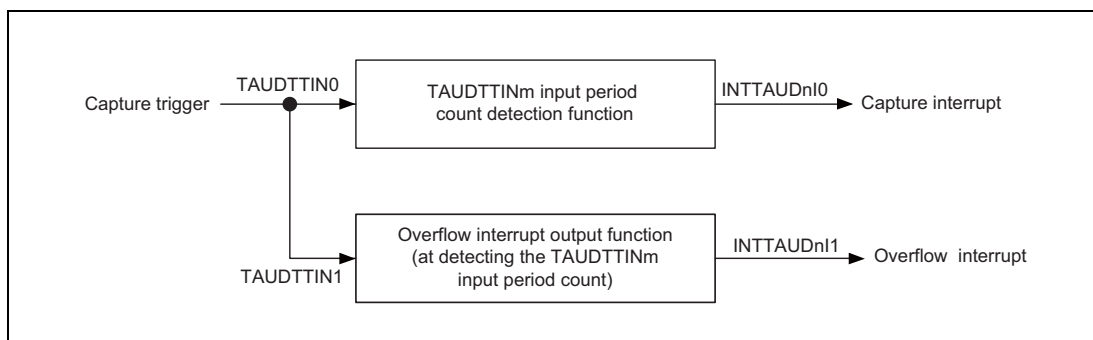 TAUDTTIN0
Capture trigger
TAUDTTINm input period
count detection function
INTTAUDnI0
Capture interrupt
TAUDTTIN1
Overflow interrupt output function
(at detecting the TAUDTTINm
input period count)
INTTAUDnI1
Overflow interrupt